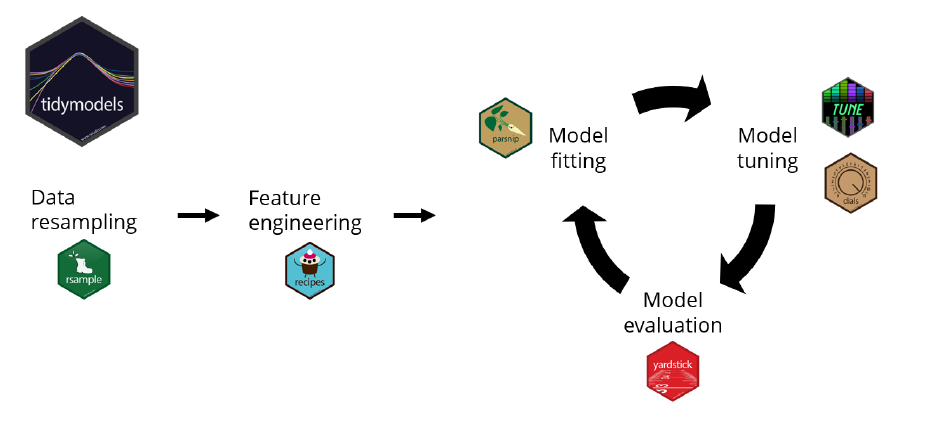 tidymodels
Data
resampling
rsample
Feature
engineering
recipes
parsnip
Model
fitting
Model
tuning
TUNE
dials
Model
evaluation
yardstick